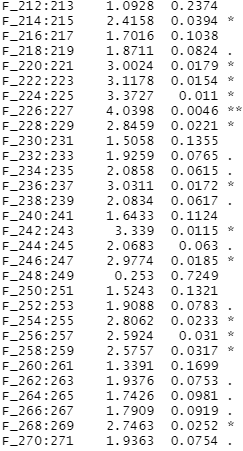 F_212:213 1.0928 0.2374
F_214:215 2.4158 0.0394 *
F_216:217 1.7016 0.1038
F_218:219 1.8711 0.0824 .
F_220:221 3.0024 0.0179 *
F_222:223 3.1178 0.0154 *
F_224:225 3.3727 0.011 *
F_226:227 4.0398 0.0046 **
F_228:229 2.8459 0.0221 *
F_230:231 1.5058 0.1355
F_232:233 1.9259 0.0765 .
F_234:235 2.0858 0.0615 .
F_236:237 3.0311 0.0172 *
F_238:239 2.0834 0.0617 .
F_240:241 1.6433 0.1124
F_242:243 3.339 0.0115 *
F_244:245 2.0683 0.063 .
F_246:247 2.9774 0.0185 *
F_248:249 0.253 0.7249
F_250:251 1.5243 0.1321
F_252:253 1.9088 0.0783 .
F_254:255 2.8062 0.0233 *
F_256:257 2.5924 0.031 *
F_258:259 2.5757 0.0317 *
F_260:261 1.3391 0.1699
F_262:263 1.9376 0.0753 .
F_264:265 1.7426 0.0981 .
F_266:267 1.7909 0.0919 .
F_268:269 2.7463 0.0252 *
F_270:271 1.9363 0.0754 .